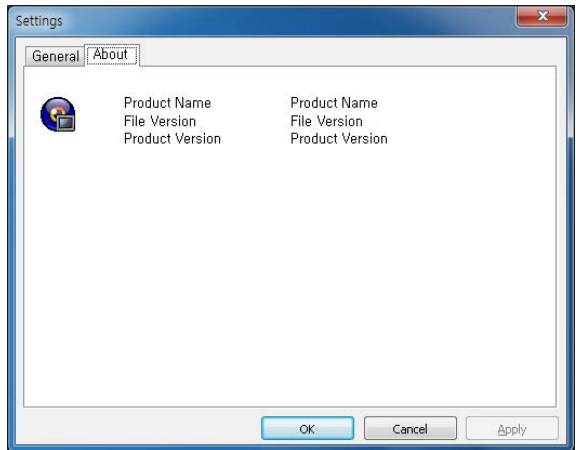 Settings
General About
Product Name Product Name
File Version File Version
Product Version Product Version
OK Cancel Apply